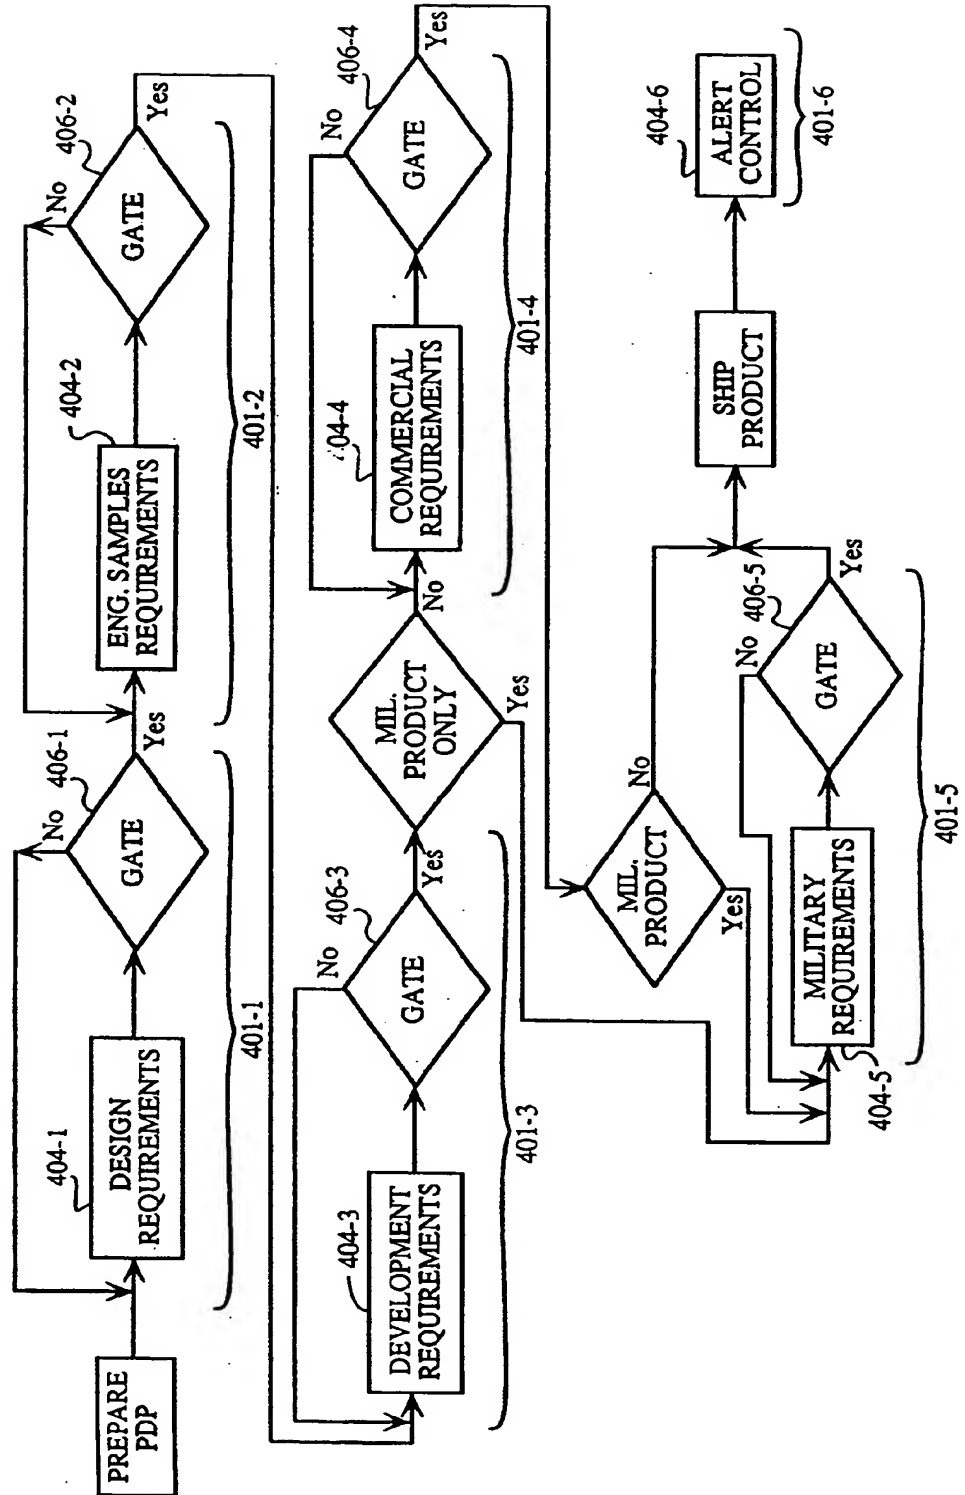 PREPARE
PDP
404-1
DESIGN
REQUIREMENTS
No
406-1
GATE
Yes
401-1
404-2
ENG. SAMPLES
REQUIREMENTS
No
406-2
GATE
Yes
401-2
404-3
DEVELOPMENT
REQUIREMENTS
No
406-3
GATE
Yes
401-3
MIL.
PRODUCT
ONLY
No
Yes
404-4
COMMERCIAL
REQUIREMENTS
No
406-4
GATE
Yes
401-4
MIL.
PRODUCT
No
Yes
MILITARY
REQUIREMENTS
404-5
No
406-5
GATE
Yes
401-5
SHIP
PRODUCT
404-6
ALERT
CONTROL
401-6